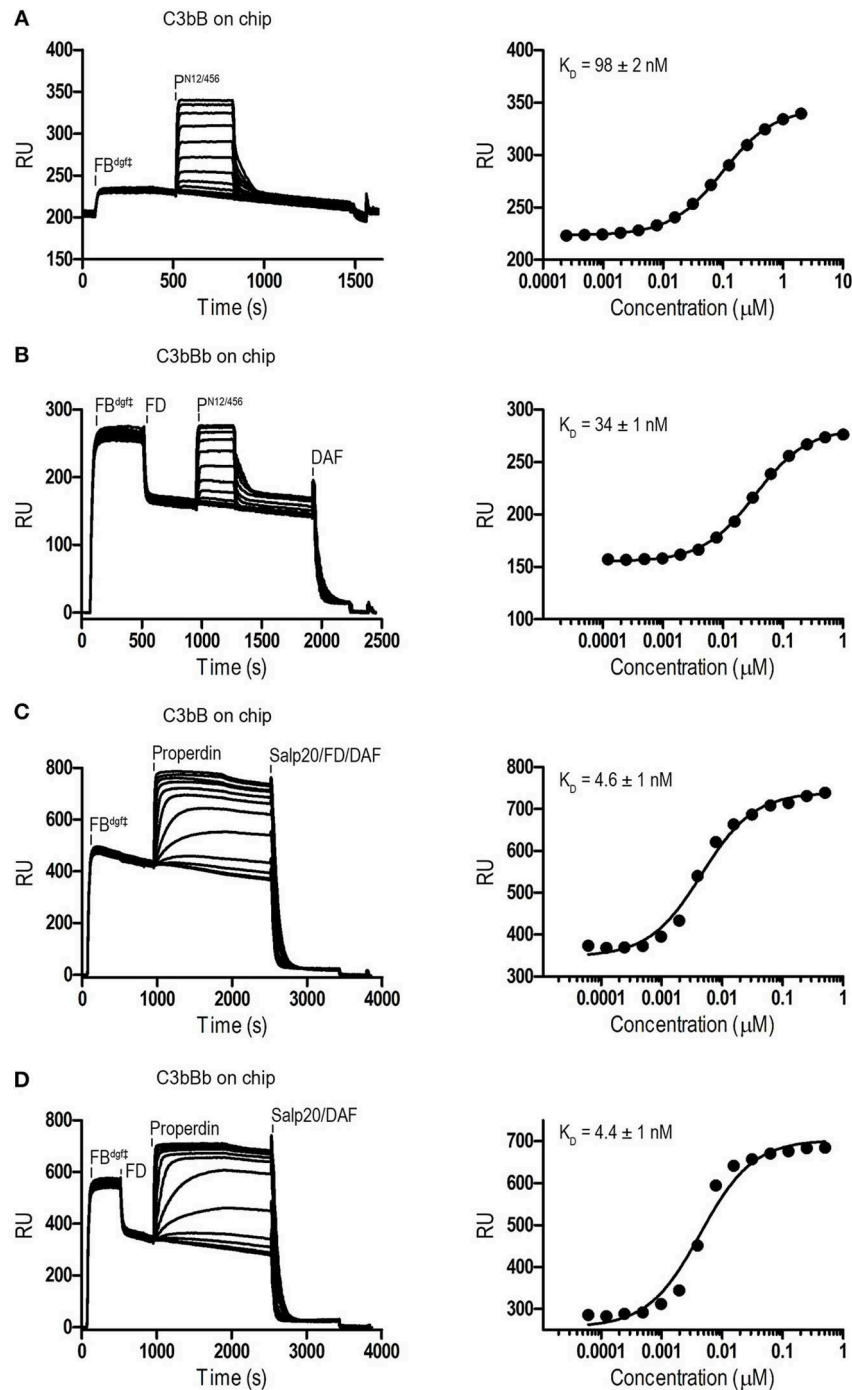 A
C3bB on chip
400
350
300
250
200
150
RU
FB^dgf‡
P^N12/456
0
500
1000
1500
Time (s)
K_D = 98 ± 2 nM
400
350
300
250
200
RU
0.0001
0.001
0.01
0.1
1
10
Concentration (µM)
B
C3bBb on chip
300
200
100
0
RU
FB^dgf‡
FD
P^N12/456
DAF
0
500
1000
1500
2000
2500
Time (s)
K_D = 34 ± 1 nM
300
250
200
150
100
RU
0.0001
0.001
0.01
0.1
1
Concentration (µM)
C
C3bB on chip
800
600
400
200
0
RU
FB^dgf‡
Properdin
Salp20/FD/DAF
0
1000
2000
3000
4000
Time (s)
K_D = 4.6 ± 1 nM
800
700
600
500
400
300
RU
0.0001
0.001
0.01
0.1
1
Concentration (µM)
D
C3bBb on chip
800
600
400
200
0
RU
FB^dgf‡
FD
Properdin
Salp20/DAF
0
1000
2000
3000
4000
Time (s)
K_D = 4.4 ± 1 nM
700
600
500
400
300
RU
0.0001
0.001
0.01
0.1
1
Concentration (µM)